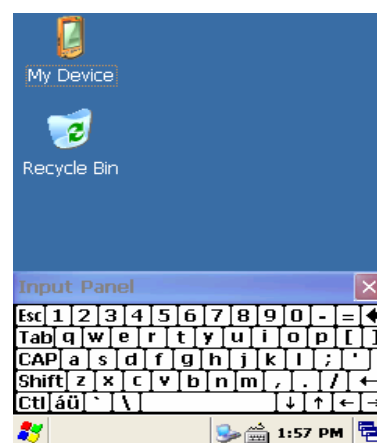 My Device
Recycle Bin
Input Panel
Esc 1 2 3 4 5 6 7 8 9 0 - =
Tab q w e r t y u i o p [ ]
CAP a s d f g h j k l ; '
Shift z x c v b n m , . / ←
Ctl áü ` \ ↓ ↑ ← →
1:57 PM